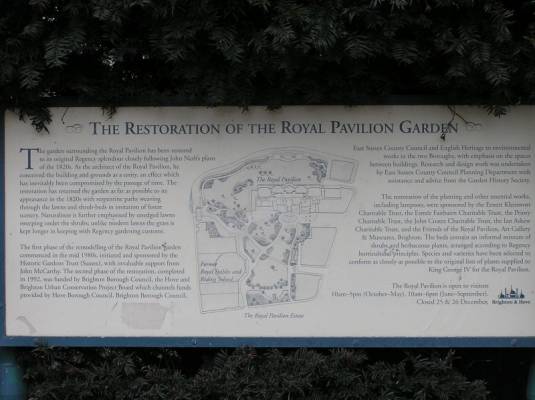 THE RESTORATION OF THE ROYAL PAVILION GARDEN
The garden surrounding the Royal Pavilion has been restored
to its original Regency splendour closely following John Nash's plans
of the 1820s. As the architect of the Royal Pavilion, he
conceived the building and grounds as a unity, an effect which
has inevitably been compromised by the passage of time. The
restoration has returned the garden as far as possible to its
appearance in the 1820s with serpentine paths weaving
through the lawns and shrub-beds in imitation of forest
scenery. Naturalism is further emphasised by smudged lawns
sweeping under the shrubs; unlike modern lawns the grass is
kept longer in keeping with Regency gardening customs.
The first phase of the remodelling of the Royal Pavilion garden
commenced in the mid 1980s, initiated and sponsored by the
Historic Gardens Trust (Sussex), with invaluable support from
John McCarthy. The second phase of the restoration, completed
in 1992, was funded by Brighton Borough Council, the Hove and
Brighton Urban Conservation Project Board which channels funds
provided by Hove Borough Council, Brighton Borough Council,
The Royal Pavilion
Former
Royal Stables and
Riding School
The Royal Pavilion Estate
East Sussex County Council and English Heritage to environmental
works in the two Boroughs, with emphasis on the spaces
between buildings. Research and design work was undertaken
by East Sussex County Council Planning Department with
assistance and advice from the Garden History Society.
The restoration of the planning and other essential works,
including lampposts, were sponsored by the Ernest Kleinwort
Charitable Trust, the Ernele Fairbairn Charitable Trust, the Priory
Charitable Trust, the John Coates Charitable Trust, the Ian Askew
Charitable Trust, and the Friends of the Royal Pavilion, Art Gallery
& Museums, Brighton. The beds contain an informal mixture of
shrubs and herbaceous plants, arranged according to Regency
horticultural principles. Species and varieties have been selected to
conform as closely as possible to the original lists of plants supplied to
King George IV for the Royal Pavilion.
The Royal Pavilion is open to visitors
10am–5pm (October–May), 10am–6pm (June–September).
Closed 25 & 26 December.
Brighton & Hove